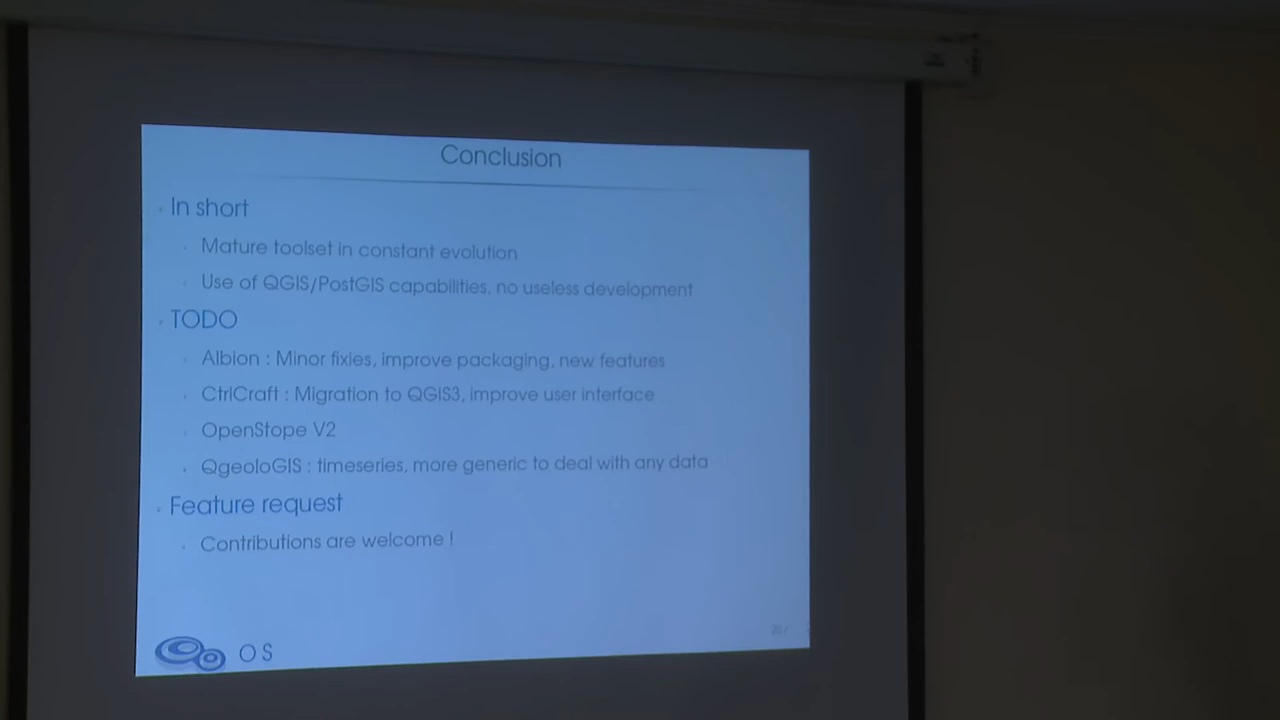 Conclusion
In short
Mature toolset in constant evolution
Use of QGIS/PostGIS capabilities, no useless development
TODO
Albion : Minor fixies, improve packaging, new features
CtrlCraft : Migration to QGIS3, improve user interface
OpenStope V2
QgeoloGIS : timeseries, more generic to deal with any data
Feature request
Contributions are welcome !
OS